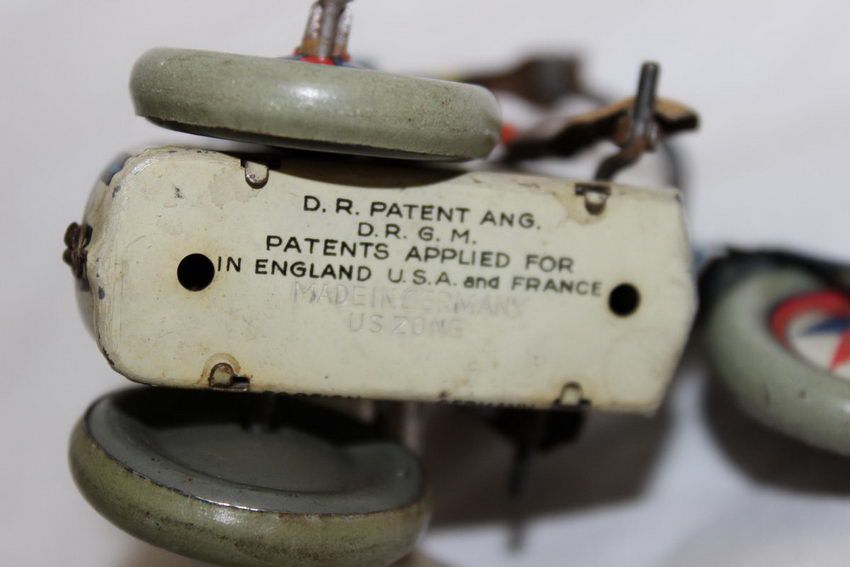 D. R. PATENT ANG.
D. R. G. M.
PATENTS APPLIED FOR
IN ENGLAND U.S.A. and FRANCE
MADE IN GERMANY
US ZONE